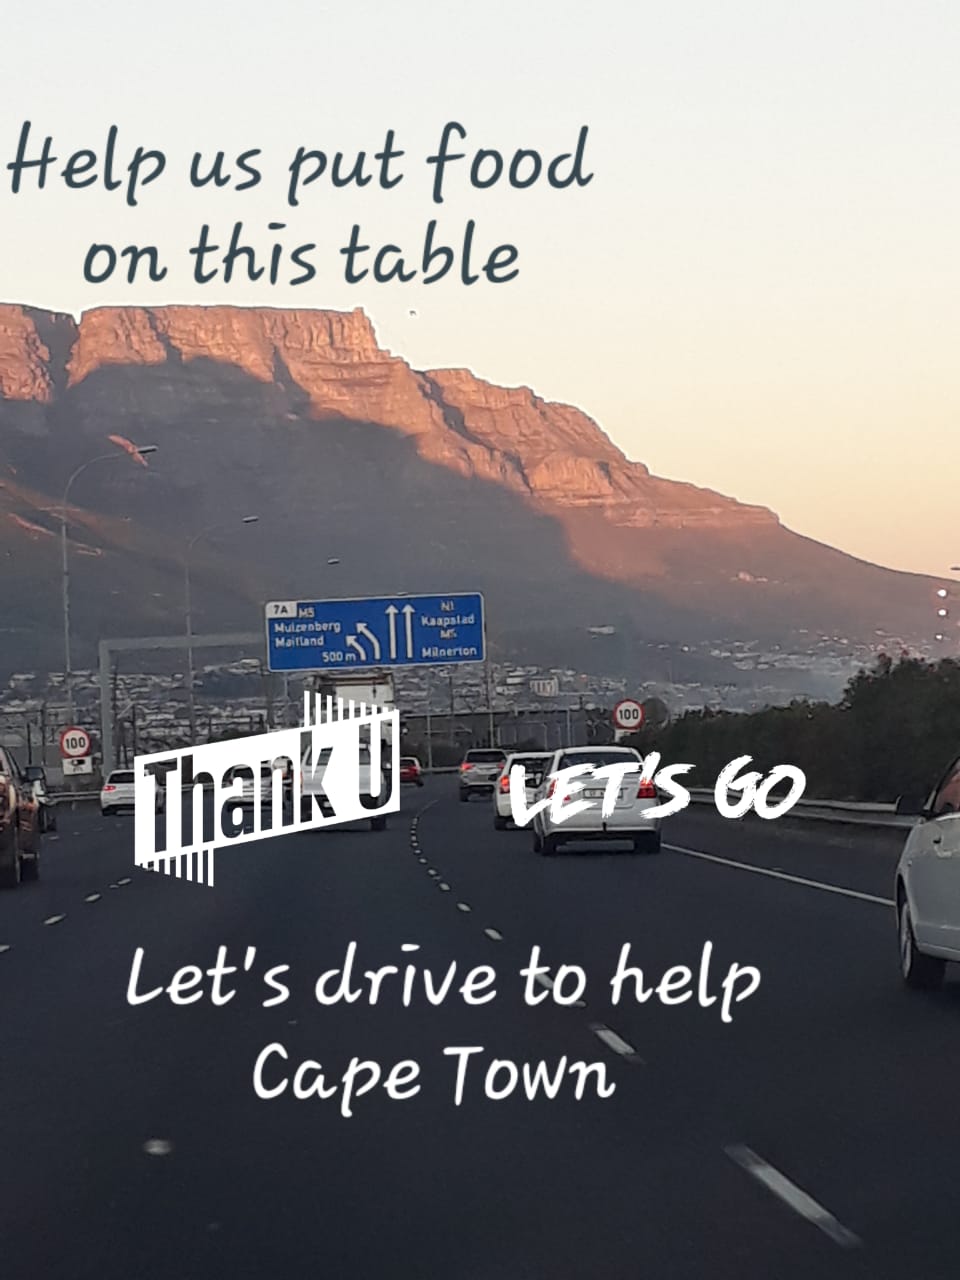 Help us put food
on this table
7A M5
Muizenberg
Maitland
500 m
N1
Kaapstad
M5
Milnerton
100
100
Thank U
LET'S GO
Let's drive to help
Cape Town